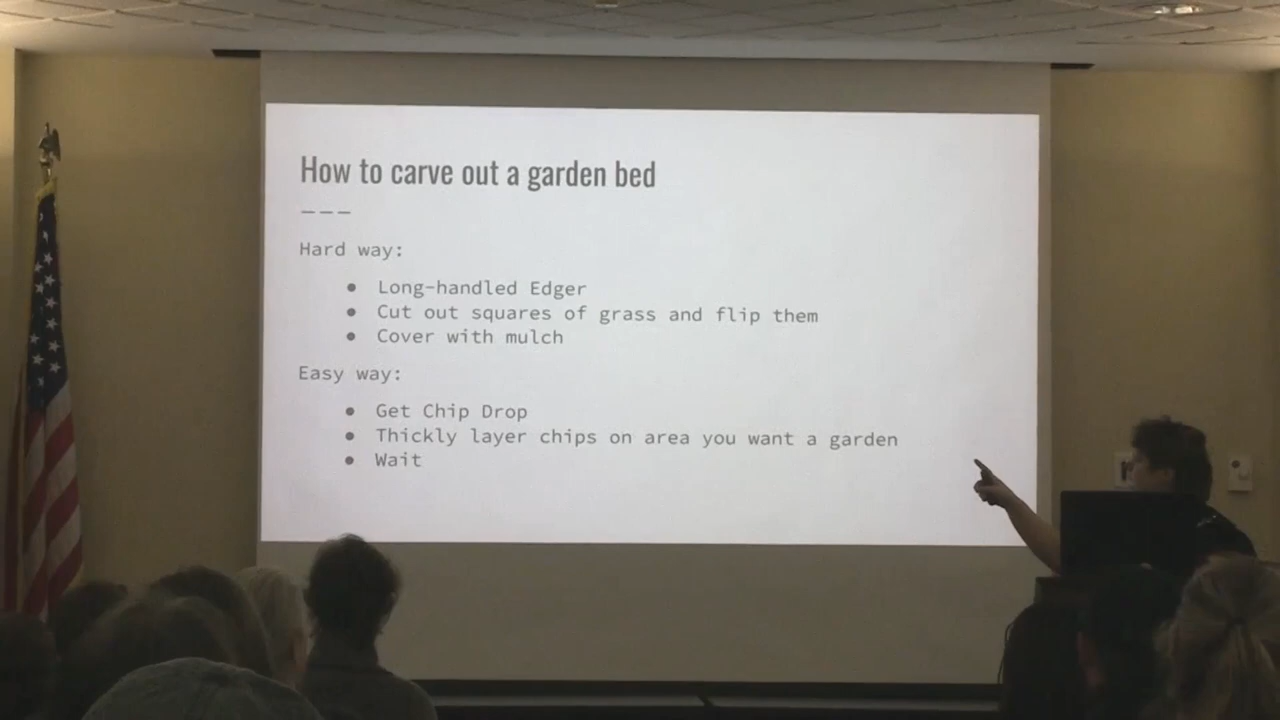 How to carve out a garden bed
---
Hard way:
● Long-handled Edger
● Cut out squares of grass and flip them
● Cover with mulch
Easy way:
● Get Chip Drop
● Thickly layer chips on area you want a garden
● Wait